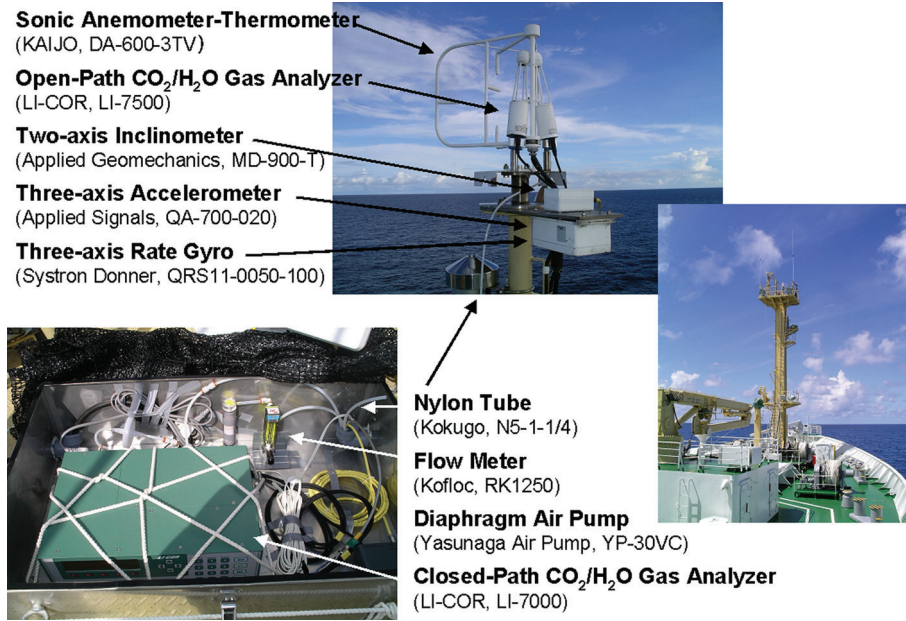 Sonic Anemometer-Thermometer
(KAIJO, DA-600-3TV)
Open-Path CO₂/H₂O Gas Analyzer
(LI-COR, LI-7500)
Two-axis Inclinometer
(Applied Geomechanics, MD-900-T)
Three-axis Accelerometer
(Applied Signals, QA-700-020)
Three-axis Rate Gyro
(Systron Donner, QRS11-0050-100)
Nylon Tube
(Kokugo, N5-1-1/4)
Flow Meter
(Kofloc, RK1250)
Diaphragm Air Pump
(Yasunaga Air Pump, YP-30VC)
Closed-Path CO₂/H₂O Gas Analyzer
(LI-COR, LI-7000)